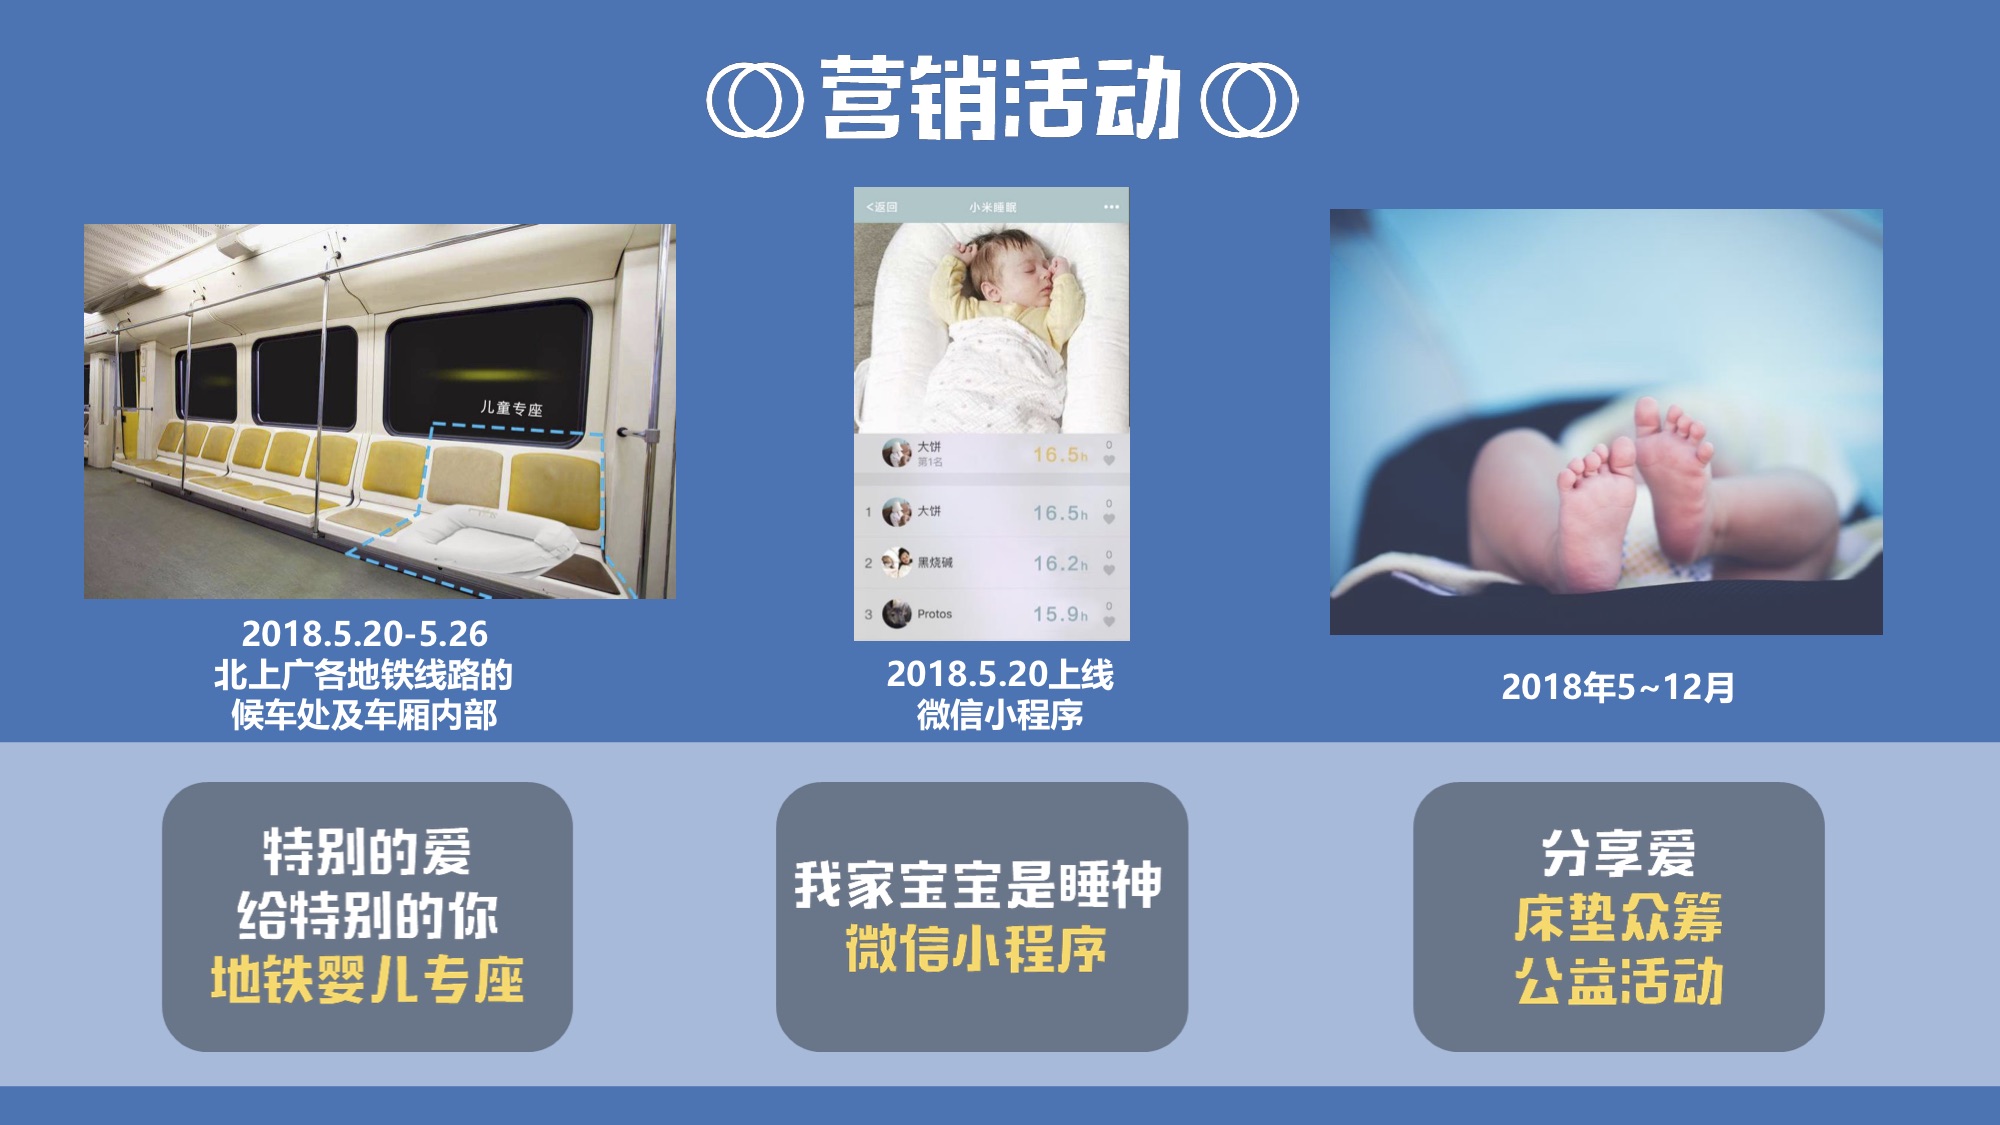 营销活动
儿童专座
2018.5.20-5.26
北上广各地铁线路的
候车处及车厢内部
<返回 小米睡眠 •••
大饼 16.5h 0
第1名
1 大饼 16.5h 0
2 黑烧碱 16.2h 0
3 Protos 15.9h 0
2018.5.20上线
微信小程序
2018年5~12月
特别的爱
给特别的你
地铁婴儿专座
我家宝宝是睡神
微信小程序
分享爱
床垫众筹
公益活动